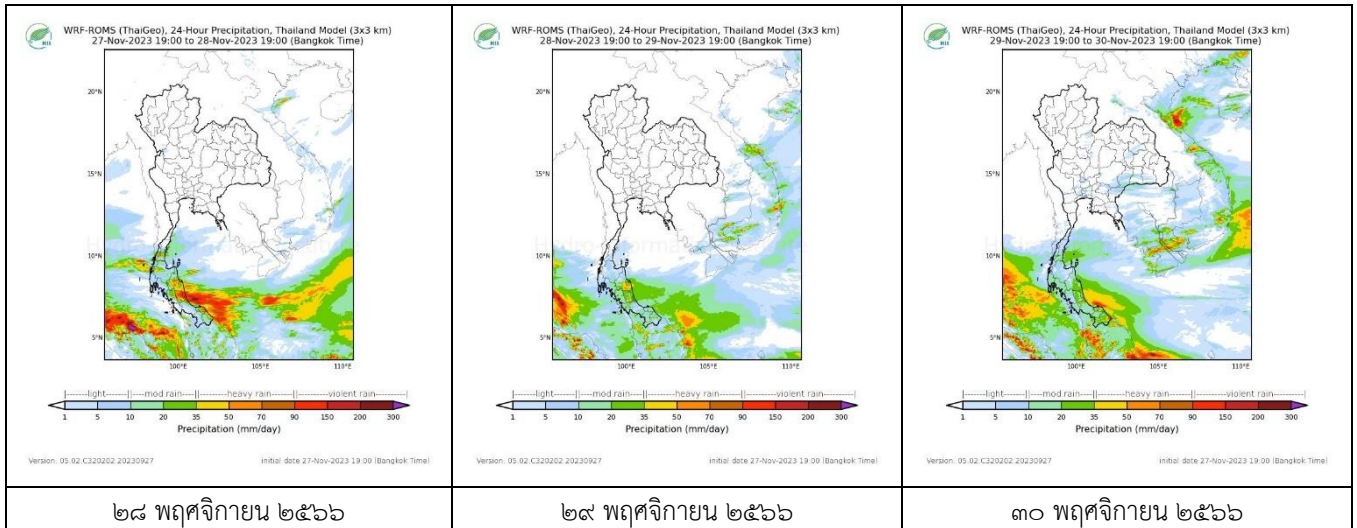 WRF-ROMS (ThaiGeo), 24-Hour Precipitation, Thailand Model (3x3 km)
27-Nov-2023 19:00 to 28-Nov-2023 19:00 (Bangkok Time)
20°N
15°N
10°N
5°N
100°E 105°E 110°E
light mod.rain heavy rain violent rain
1 5 10 20 35 50 70 90 150 200 300
Precipitation (mm/day)
Version: 05.02.C320202.20230927 initial date 27-Nov-2023 19:00 (Bangkok Time)
๒๘ พฤศจิกายน ๒๕๖๖
WRF-ROMS (ThaiGeo), 24-Hour Precipitation, Thailand Model (3x3 km)
28-Nov-2023 19:00 to 29-Nov-2023 19:00 (Bangkok Time)
20°N
15°N
10°N
5°N
100°E 105°E 110°E
light mod.rain heavy rain violent rain
1 5 10 20 35 50 70 90 150 200 300
Precipitation (mm/day)
Version: 05.02.C320202.20230927 initial date 27-Nov-2023 19:00 (Bangkok Time)
๒๙ พฤศจิกายน ๒๕๖๖
WRF-ROMS (ThaiGeo), 24-Hour Precipitation, Thailand Model (3x3 km)
29-Nov-2023 19:00 to 30-Nov-2023 19:00 (Bangkok Time)
20°N
15°N
10°N
5°N
100°E 105°E 110°E
light mod.rain heavy rain violent rain
1 5 10 20 35 50 70 90 150 200 300
Precipitation (mm/day)
Version: 05.02.C320202.20230927 initial date 27-Nov-2023 19:00 (Bangkok Time)
๓๐ พฤศจิกายน ๒๕๖๖